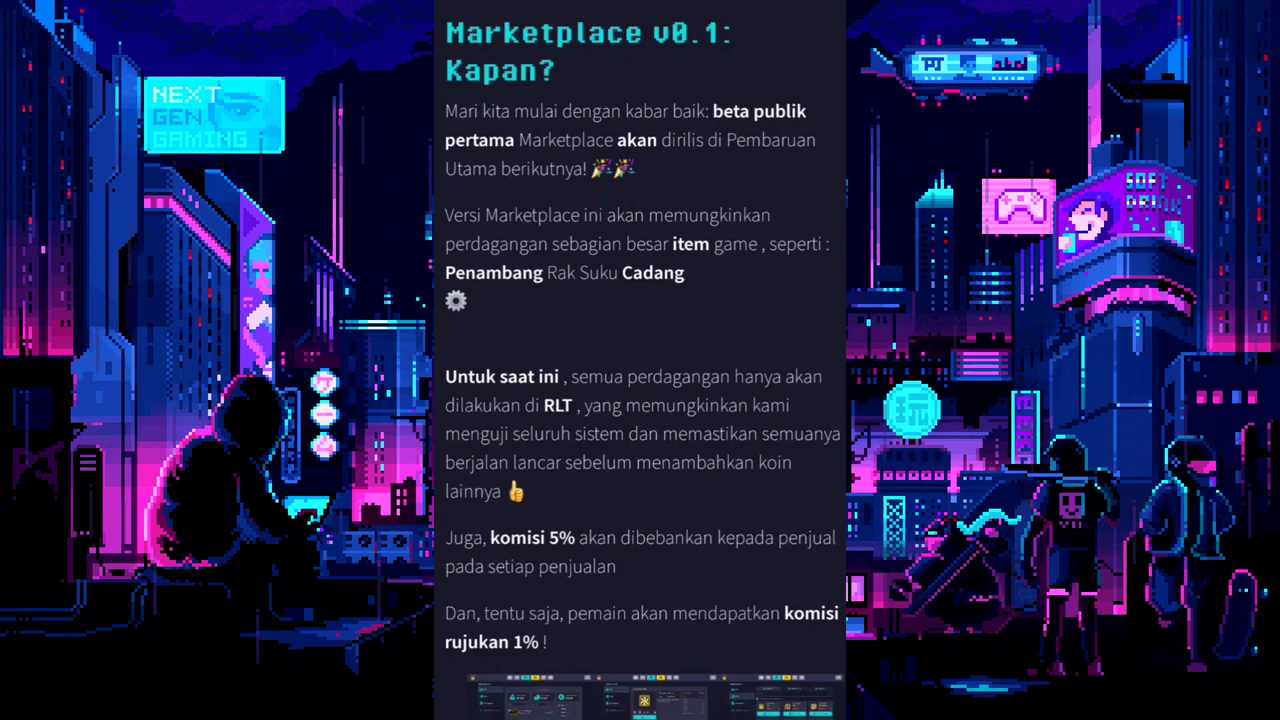 Marketplace v0.1:
Kapan?
Mari kita mulai dengan kabar baik: beta publik
pertama Marketplace akan dirilis di Pembaruan
Utama berikutnya! 🎉🎉
Versi Marketplace ini akan memungkinkan
perdagangan sebagian besar item game , seperti :
Penambang Rak Suku Cadang
⚙
Untuk saat ini , semua perdagangan hanya akan
dilakukan di RLT , yang memungkinkan kami
menguji seluruh sistem dan memastikan semuanya
berjalan lancar sebelum menambahkan koin
lainnya 👍
Juga, komisi 5% akan dibebankan kepada penjual
pada setiap penjualan
Dan, tentu saja, pemain akan mendapatkan komisi
rujukan 1% !
NEXT
GEN
GAMING
SOFT